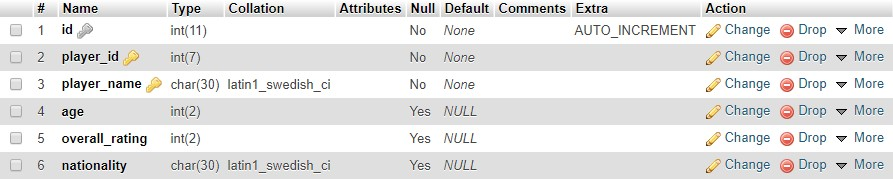 # Name Type Collation Attributes Null Default Comments Extra Action
1 id int(11) No None AUTO_INCREMENT Change Drop More
2 player_id int(7) No None Change Drop More
3 player_name char(30) latin1_swedish_ci No None Change Drop More
4 age int(2) Yes NULL Change Drop More
5 overall_rating int(2) Yes NULL Change Drop More
6 nationality char(30) latin1_swedish_ci Yes NULL Change Drop More